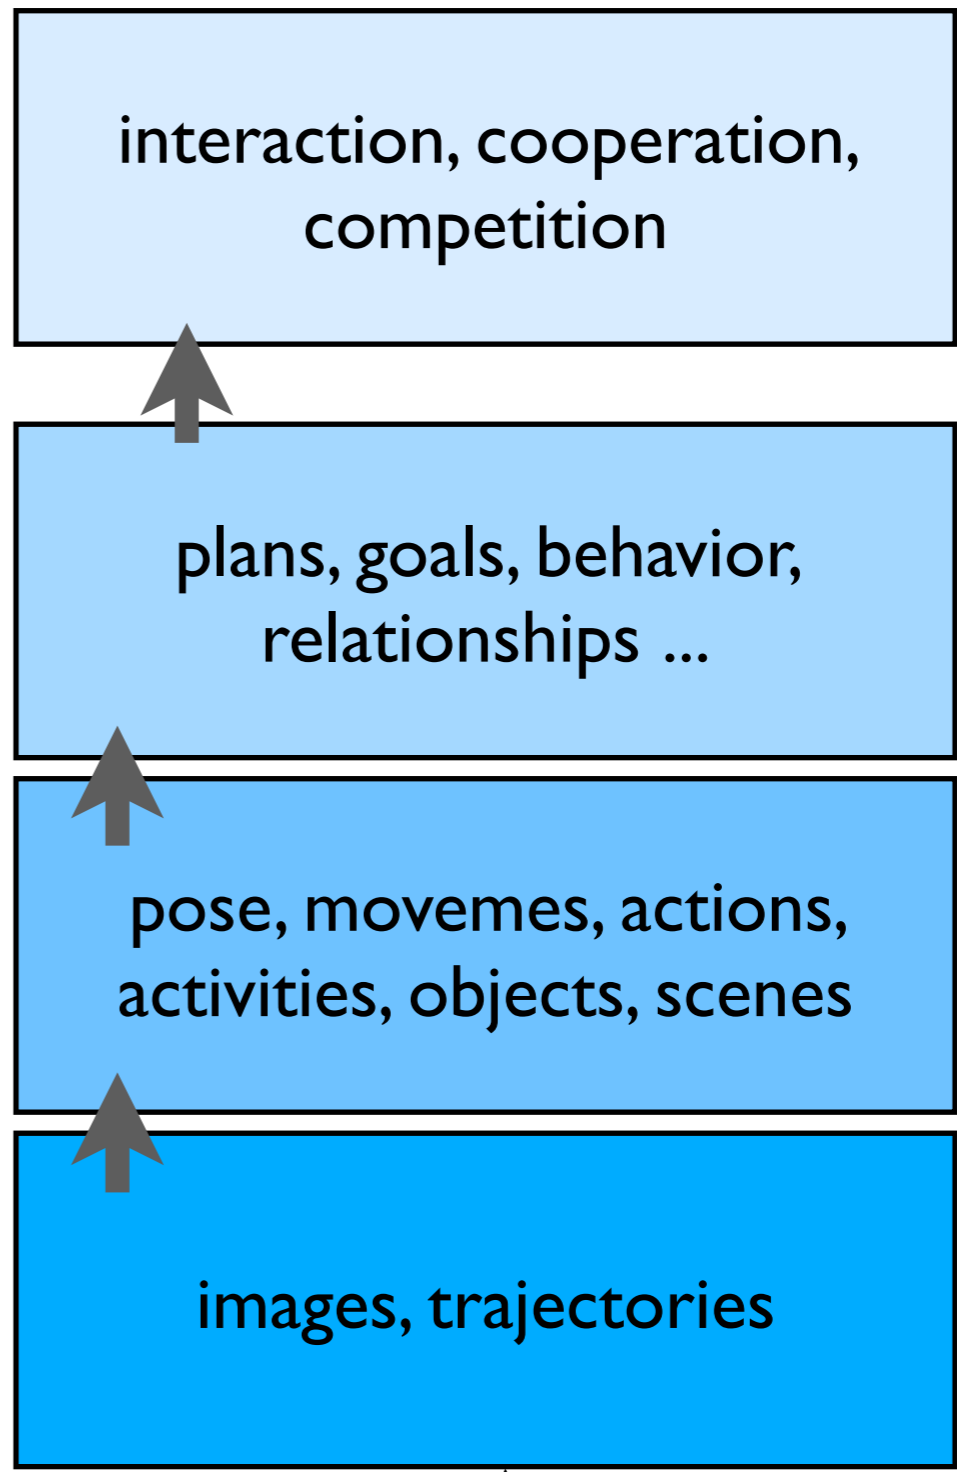 interaction, cooperation,
competition
plans, goals, behavior,
relationships ...
pose, movemes, actions,
activities, objects, scenes
images, trajectories